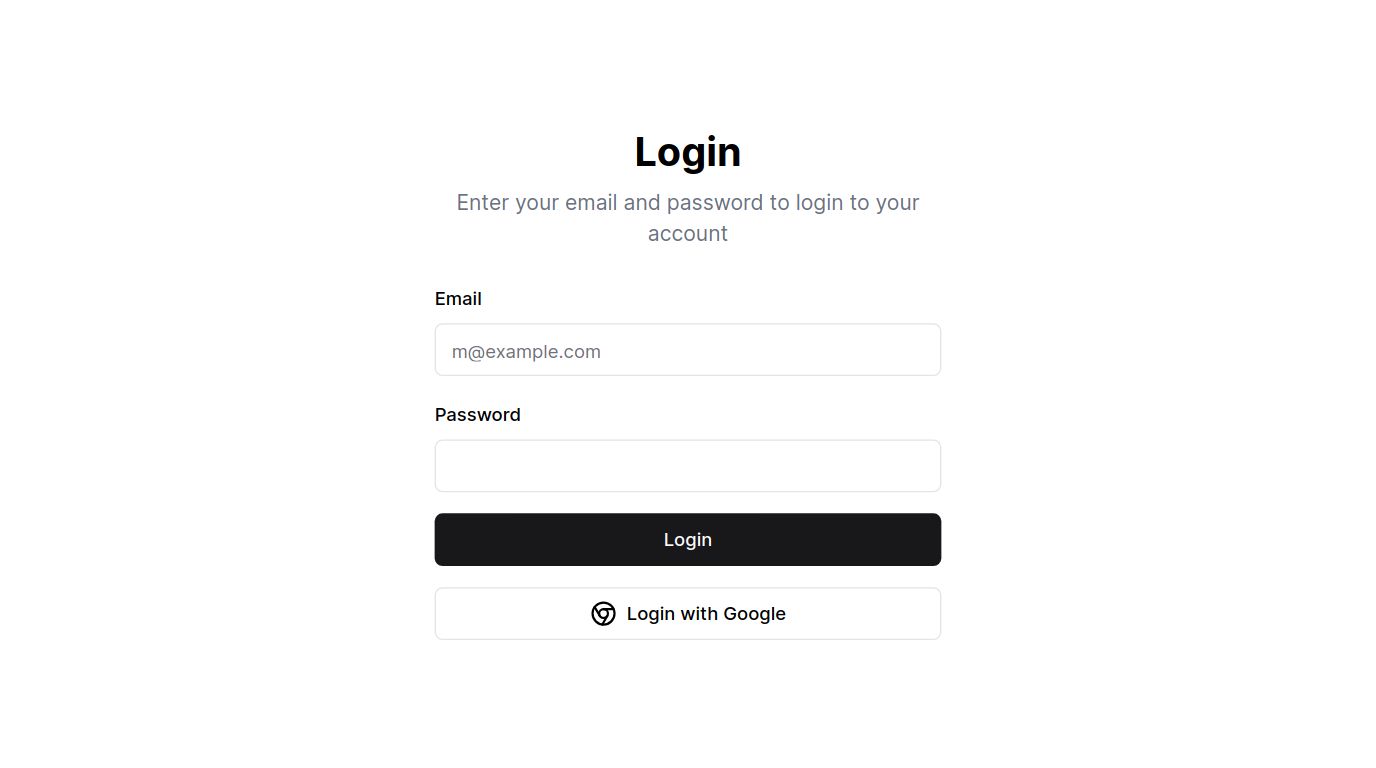 Login
Enter your email and password to login to your
account
Email
m@example.com
Password
Login
Login with Google